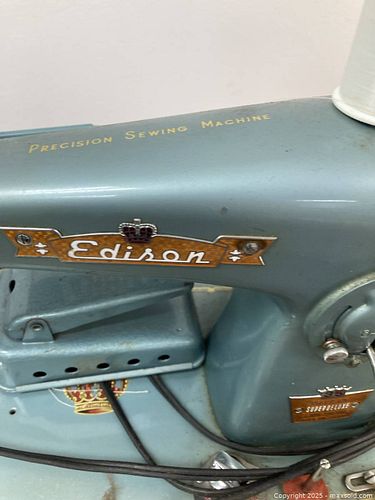 PRECISION SEWING MACHINE
Edison
SUPERDELUXE
Copyright 2025 - maxsold.com